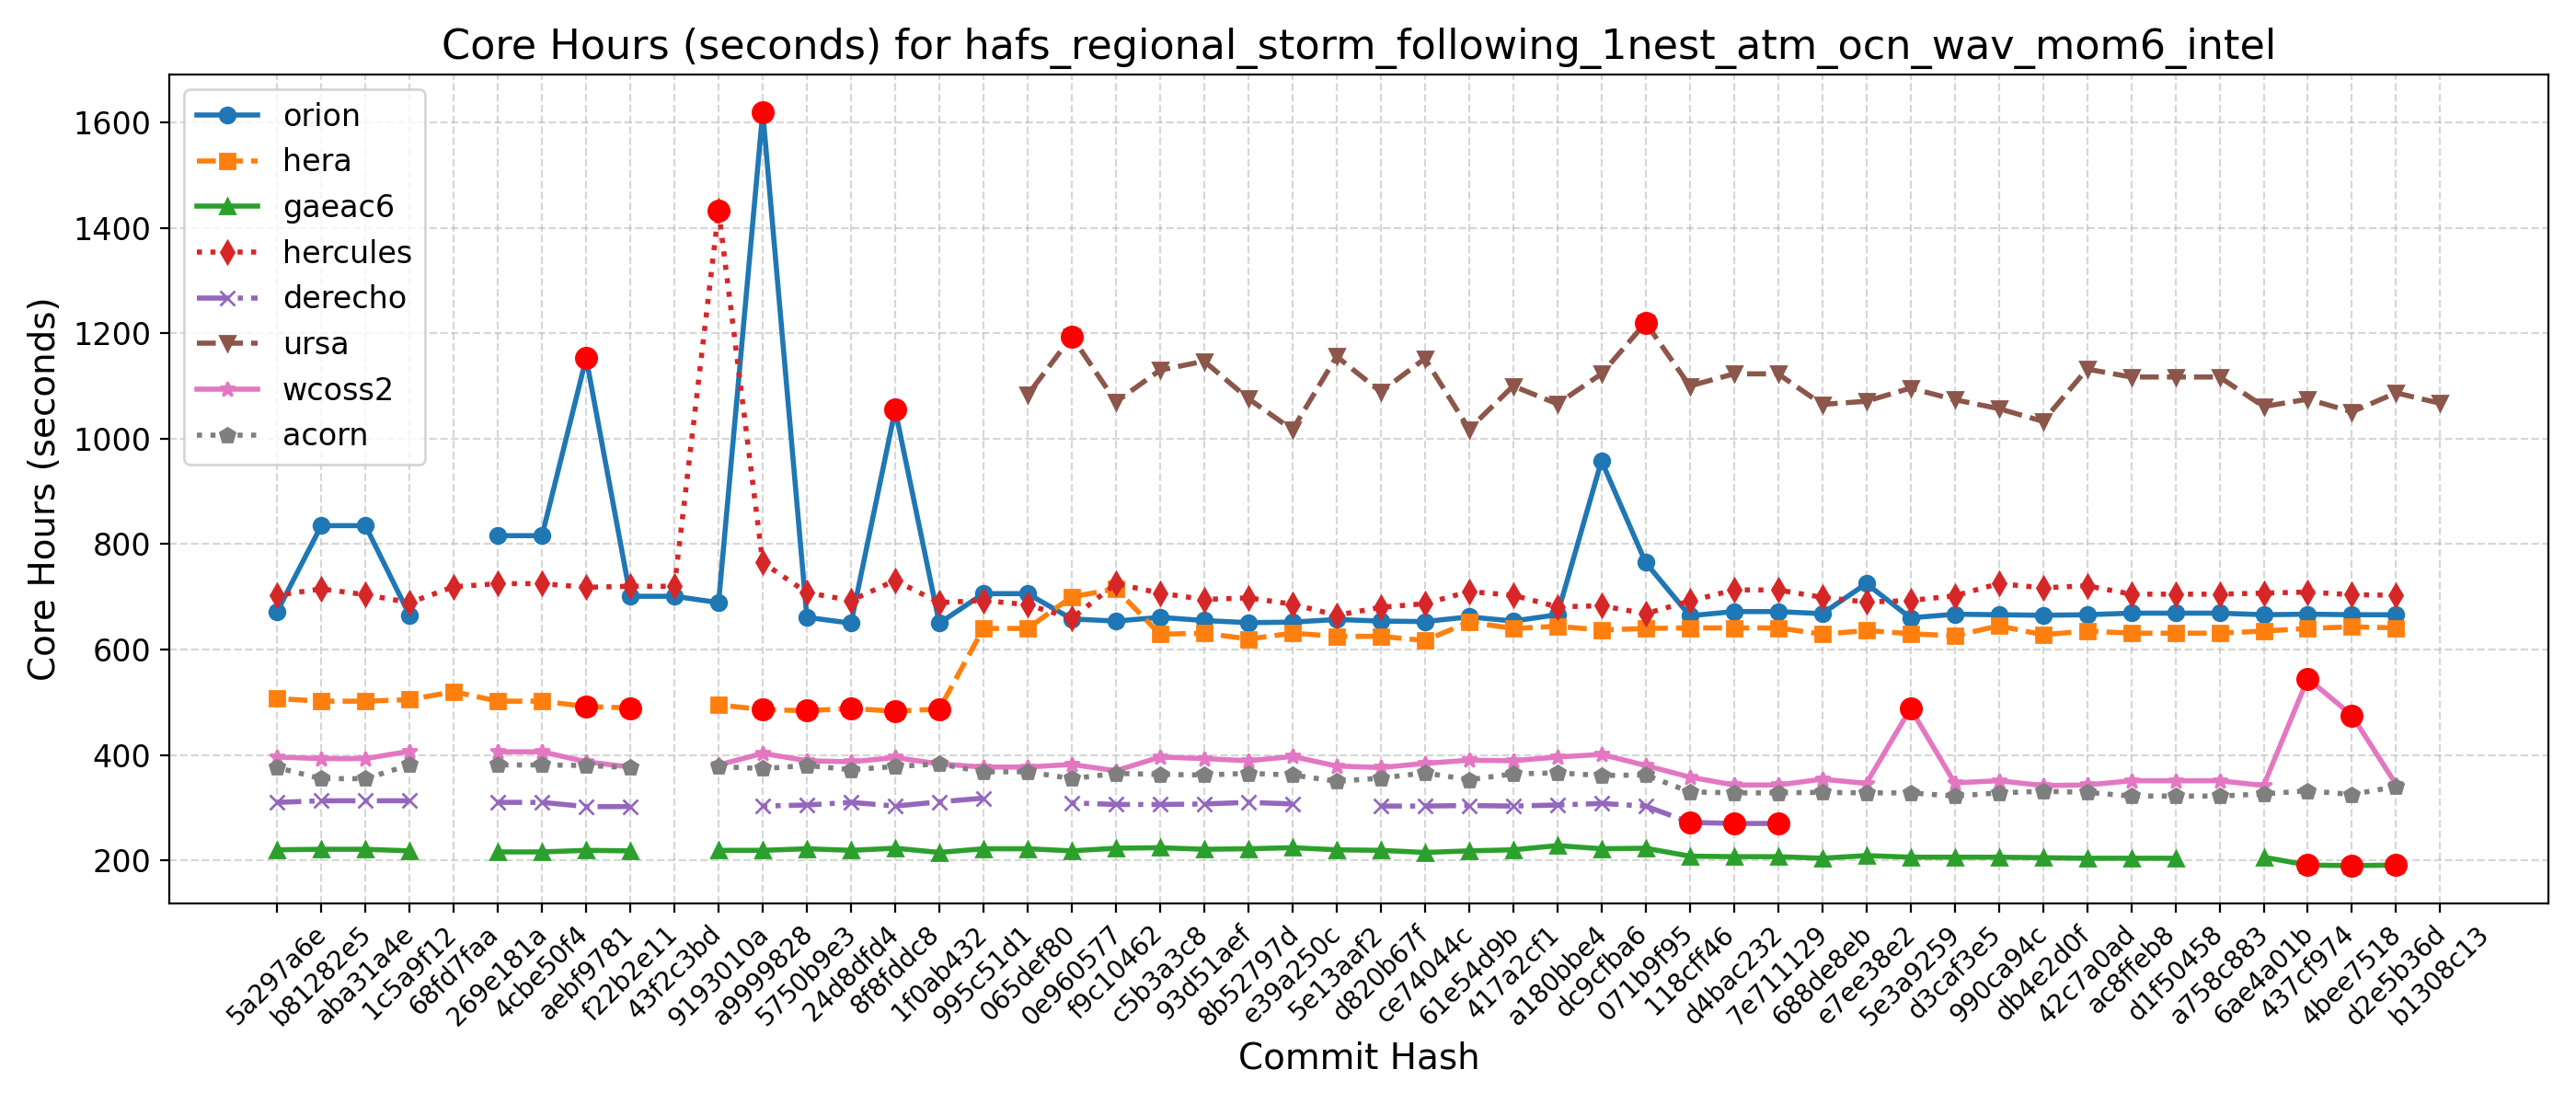 Core Hours (seconds) for hafs_regional_storm_following_1nest_atm_ocn_wav_mom6_intel
Core Hours (seconds)
1600
1400
1200
1000
800
600
400
200
orion
hera
gaeac6
hercules
derecho
ursa
wcoss2
acorn
5a297a6e
b81282e5
aba31a4e
1c5a9f12
68fd7faa
269e181a
4cbe50f4
aebf9781
f22b2e11
43f2c3bd
9193010a
a9999828
5750b9e3
24d8dfd4
8f8fddc8
1f0ab432
995c51d1
065def80
0e960577
f9c10462
c5b3a3c8
93d51aef
8b52797d
e39a250c
5e13aaf2
d820b67f
ce74044c
61e54d9b
417a2cf1
a180bbe4
dc9cfba6
071b9f95
118cff46
d4bac232
7e711129
688de8eb
e7ee38e2
5e3a9259
d3caf3e5
990ca94c
db4e2d0f
42c7a0ad
ac8ffeb8
d1f50458
a758c883
6ae4a01b
437cf974
4bee7518
d2e5b36d
b1308c13
Commit Hash